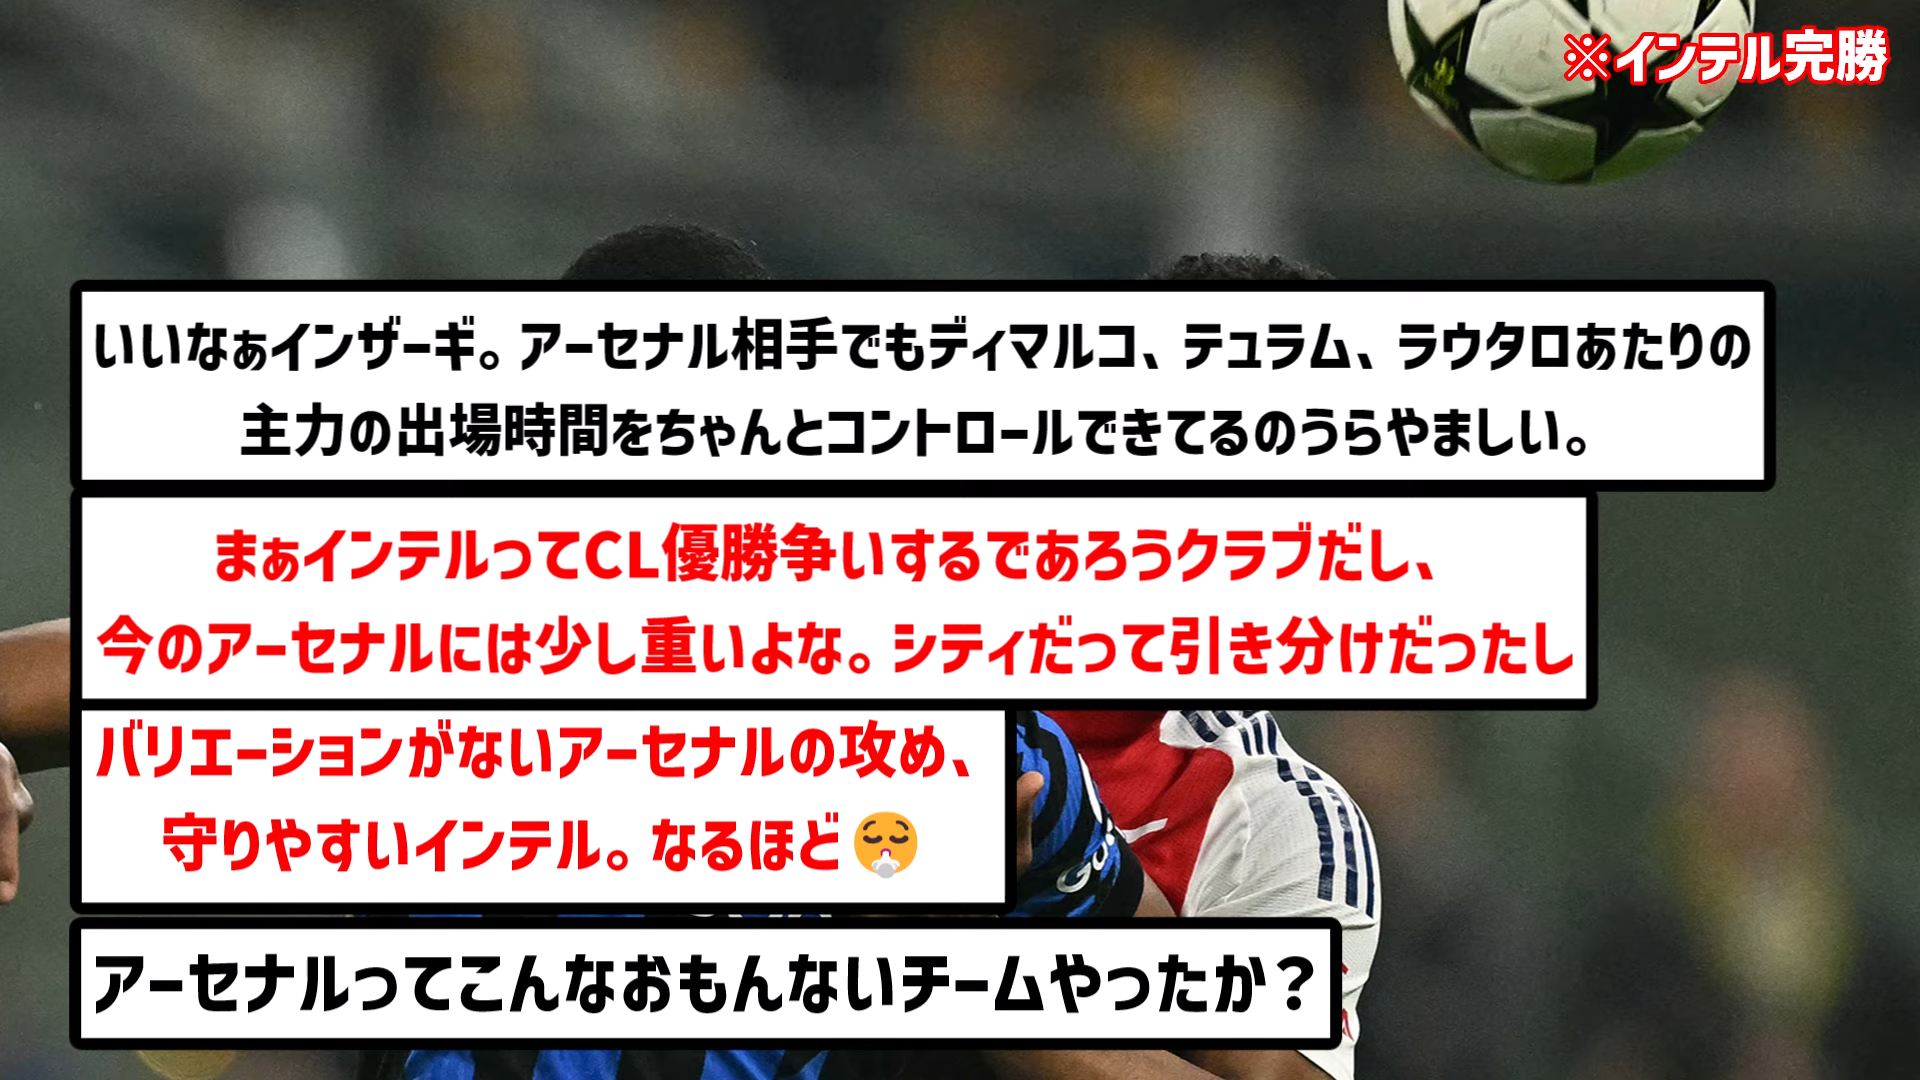 ※インテル完勝
いいなぁインザーギ。アーセナル相手でもディマルコ、テュラム、ラウタロあたりの
主力の出場時間をちゃんとコントロールできてるのうらやましい。
まぁインテルってCL優勝争いするであろうクラブだし、
今のアーセナルには少し重いよな。シティだって引き分けだったし
バリエーションがないアーセナルの攻め、
守りやすいインテル。なるほど😮‍💨
アーセナルってこんなおもんないチームやったか？